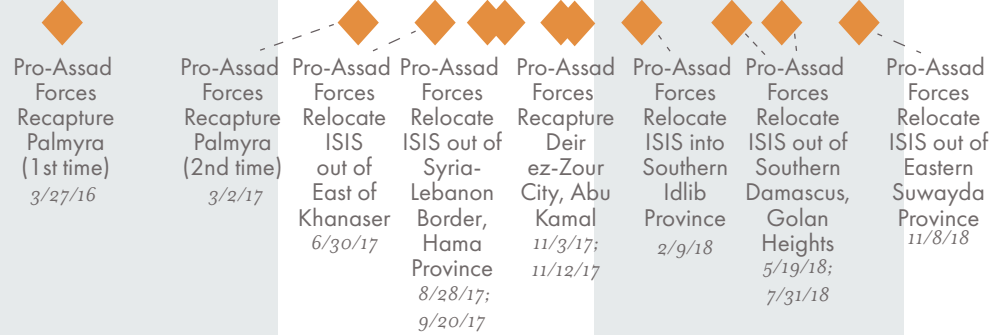 Pro-Assad
Forces
Recapture
Palmyra
(1st time)
3/27/16
Pro-Assad
Forces
Recapture
Palmyra
(2nd time)
3/2/17
Pro-Assad
Forces
Relocate
ISIS
out of
East of
Khanaser
6/30/17
Pro-Assad
Forces
Relocate
ISIS out of
Syria-
Lebanon
Border,
Hama
Province
8/28/17;
9/20/17
Pro-Assad
Forces
Recapture
Deir
ez-Zour
City, Abu
Kamal
11/3/17;
11/12/17
Pro-Assad
Forces
Relocate
ISIS into
Southern
Idlib
Province
2/9/18
Pro-Assad
Forces
Relocate
ISIS out of
Southern
Damascus,
Golan
Heights
5/19/18;
7/31/18
Pro-Assad
Forces
Relocate
ISIS out of
Eastern
Suwayda
Province
11/8/18